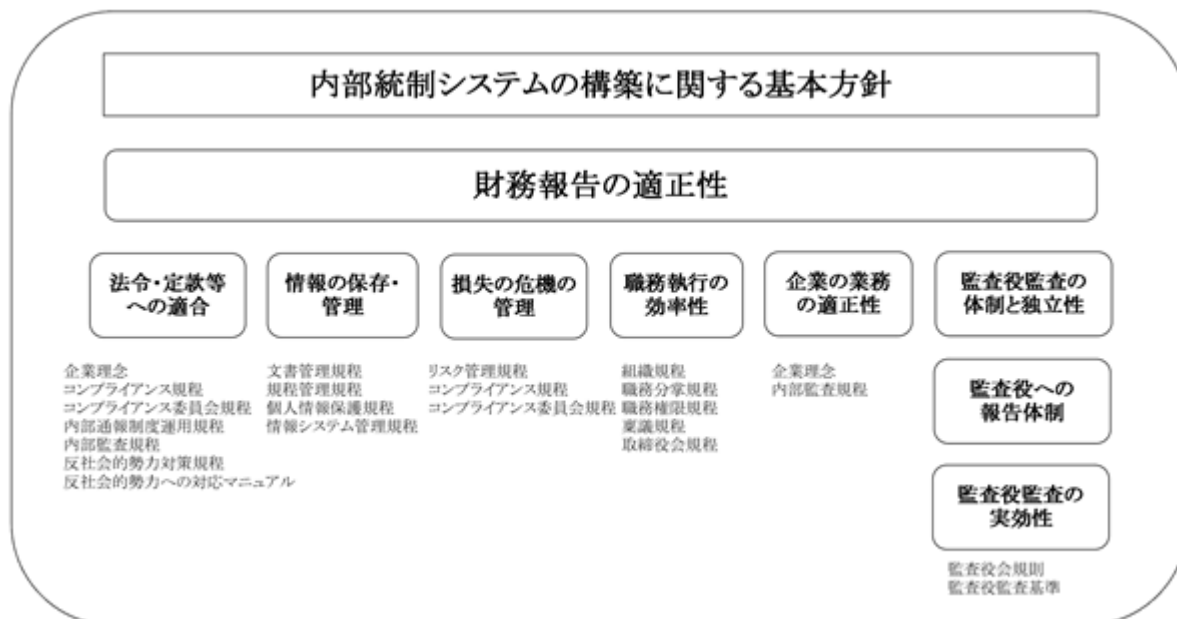 内部統制システムの構築に関する基本方針
財務報告の適正性
法令・定款等
への適合
企業理念
コンプライアンス規程
コンプライアンス委員会規程
内部通報制度運用規程
内部監査規程
反社会的勢力対策規程
反社会的勢力への対応マニュアル
情報の保存・
管理
文書管理規程
規程管理規程
個人情報保護規程
情報システム管理規程
損失の危機の
管理
リスク管理規程
コンプライアンス規程
コンプライアンス委員会規程
職務執行の
効率性
組織規程
職務分掌規程
職務権限規程
稟議規程
取締役会規程
企業の業務
の適正性
企業理念
内部監査規程
監査役監査の
体制と独立性
監査役への
報告体制
監査役監査の
実効性
監査役会規則
監査役監査基準